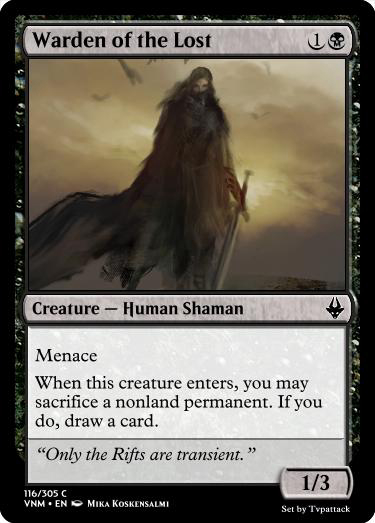 Warden of the Lost 1
Creature — Human Shaman
Menace
When this creature enters, you may
sacrifice a nonland permanent. If you
do, draw a card.
“Only the Rifts are transient.”
1/3
116/305 C
VNM • EN Mika Koskensalmi
Set by Tvpattack